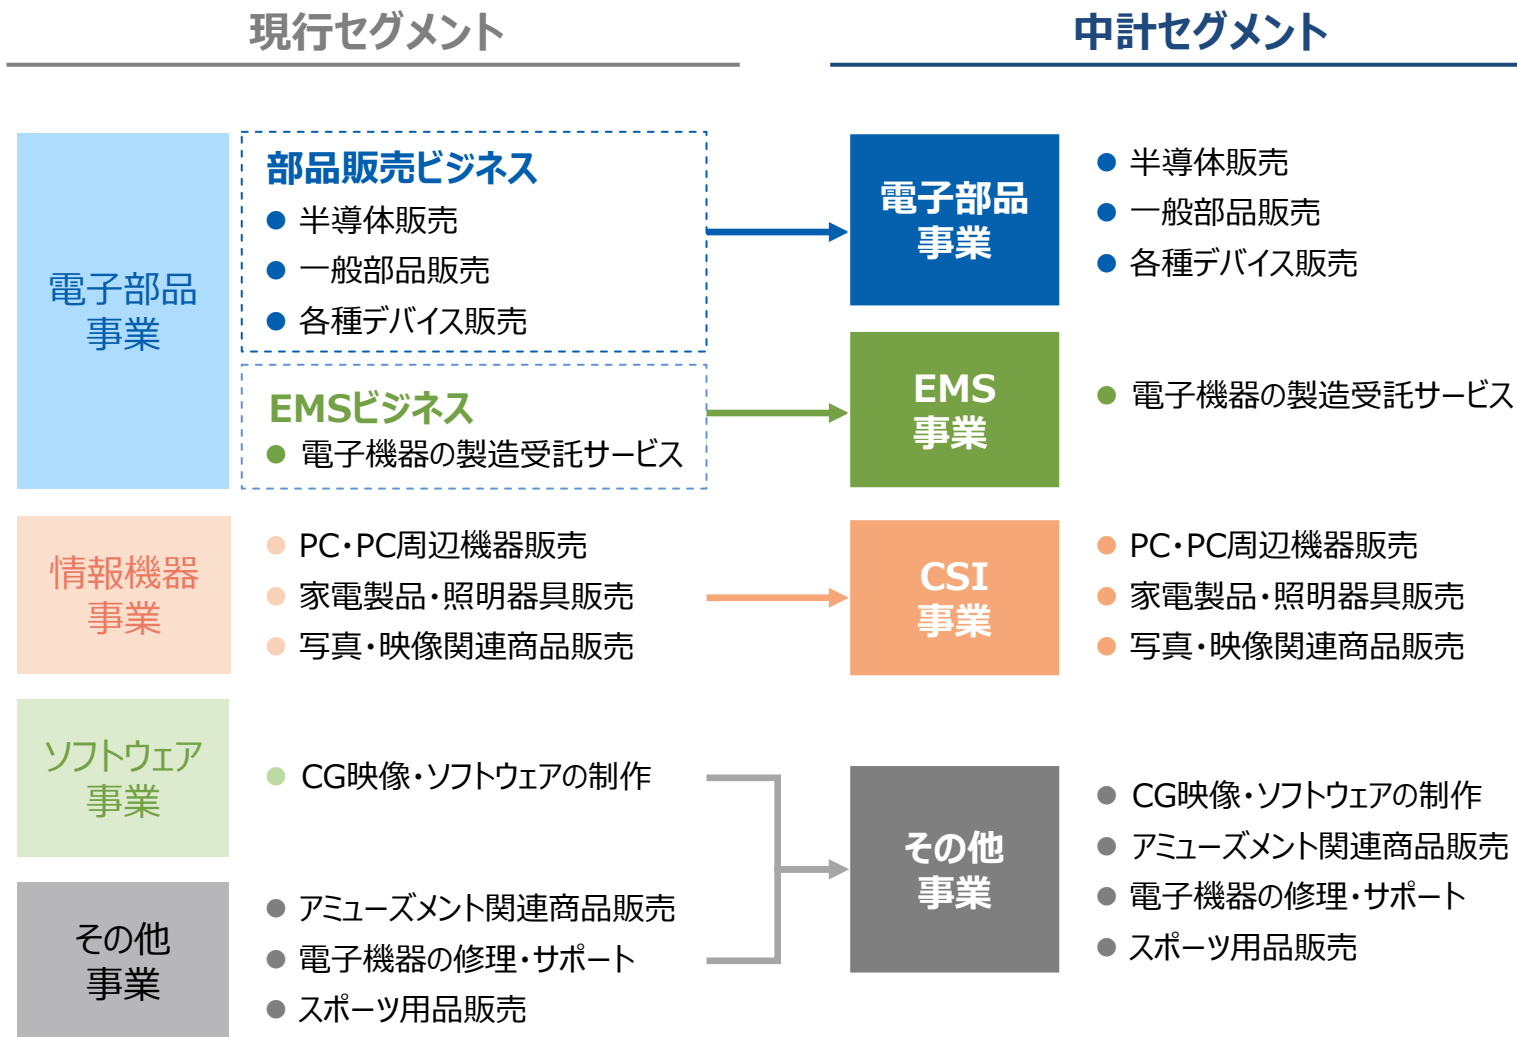 現行セグメント
電子部品
事業
部品販売ビジネス
半導体販売
一般部品販売
各種デバイス販売
EMSビジネス
電子機器の製造受託サービス
情報機器
事業
PC・PC周辺機器販売
家電製品・照明器具販売
写真・映像関連商品販売
ソフトウェア
事業
CG映像・ソフトウェアの制作
その他
事業
アミューズメント関連商品販売
電子機器の修理・サポート
スポーツ用品販売
中計セグメント
電子部品
事業
半導体販売
一般部品販売
各種デバイス販売
EMS
事業
電子機器の製造受託サービス
CSI
事業
PC・PC周辺機器販売
家電製品・照明器具販売
写真・映像関連商品販売
その他
事業
CG映像・ソフトウェアの制作
アミューズメント関連商品販売
電子機器の修理・サポート
スポーツ用品販売